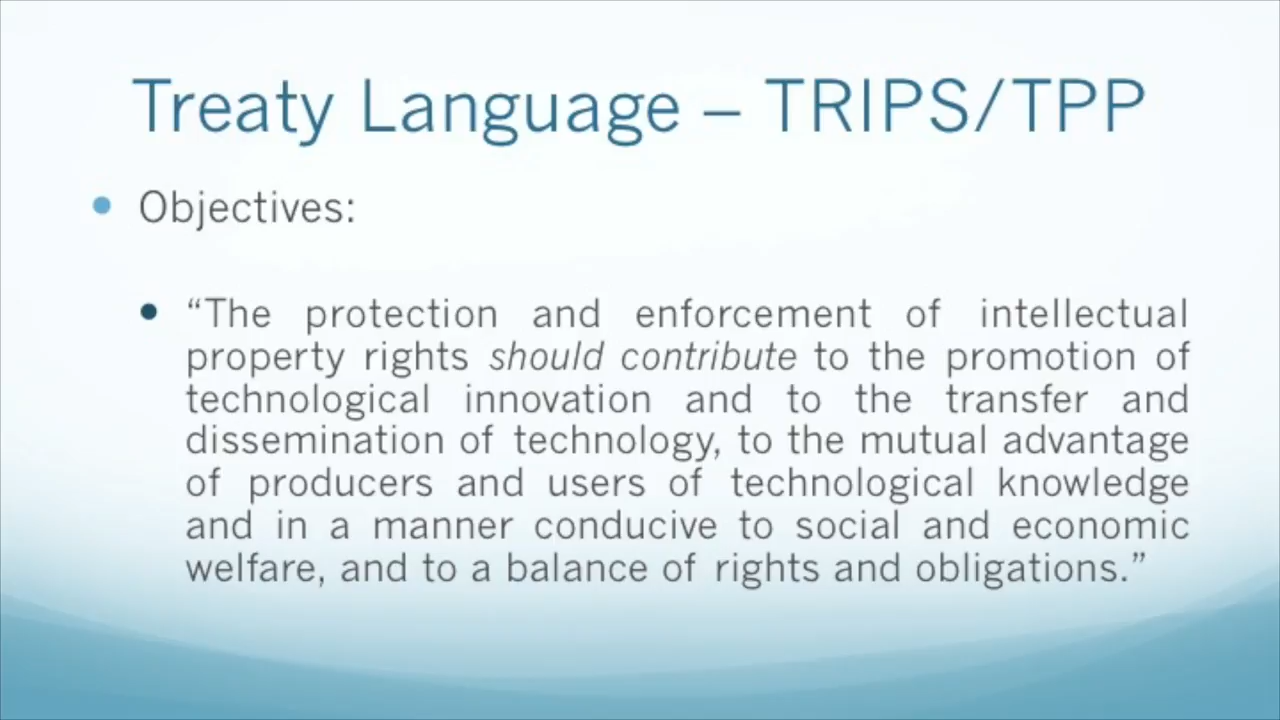 Treaty Language – TRIPS/TPP
• Objectives:
• “The protection and enforcement of intellectual
property rights should contribute to the promotion of
technological innovation and to the transfer and
dissemination of technology, to the mutual advantage
of producers and users of technological knowledge
and in a manner conducive to social and economic
welfare, and to a balance of rights and obligations.”